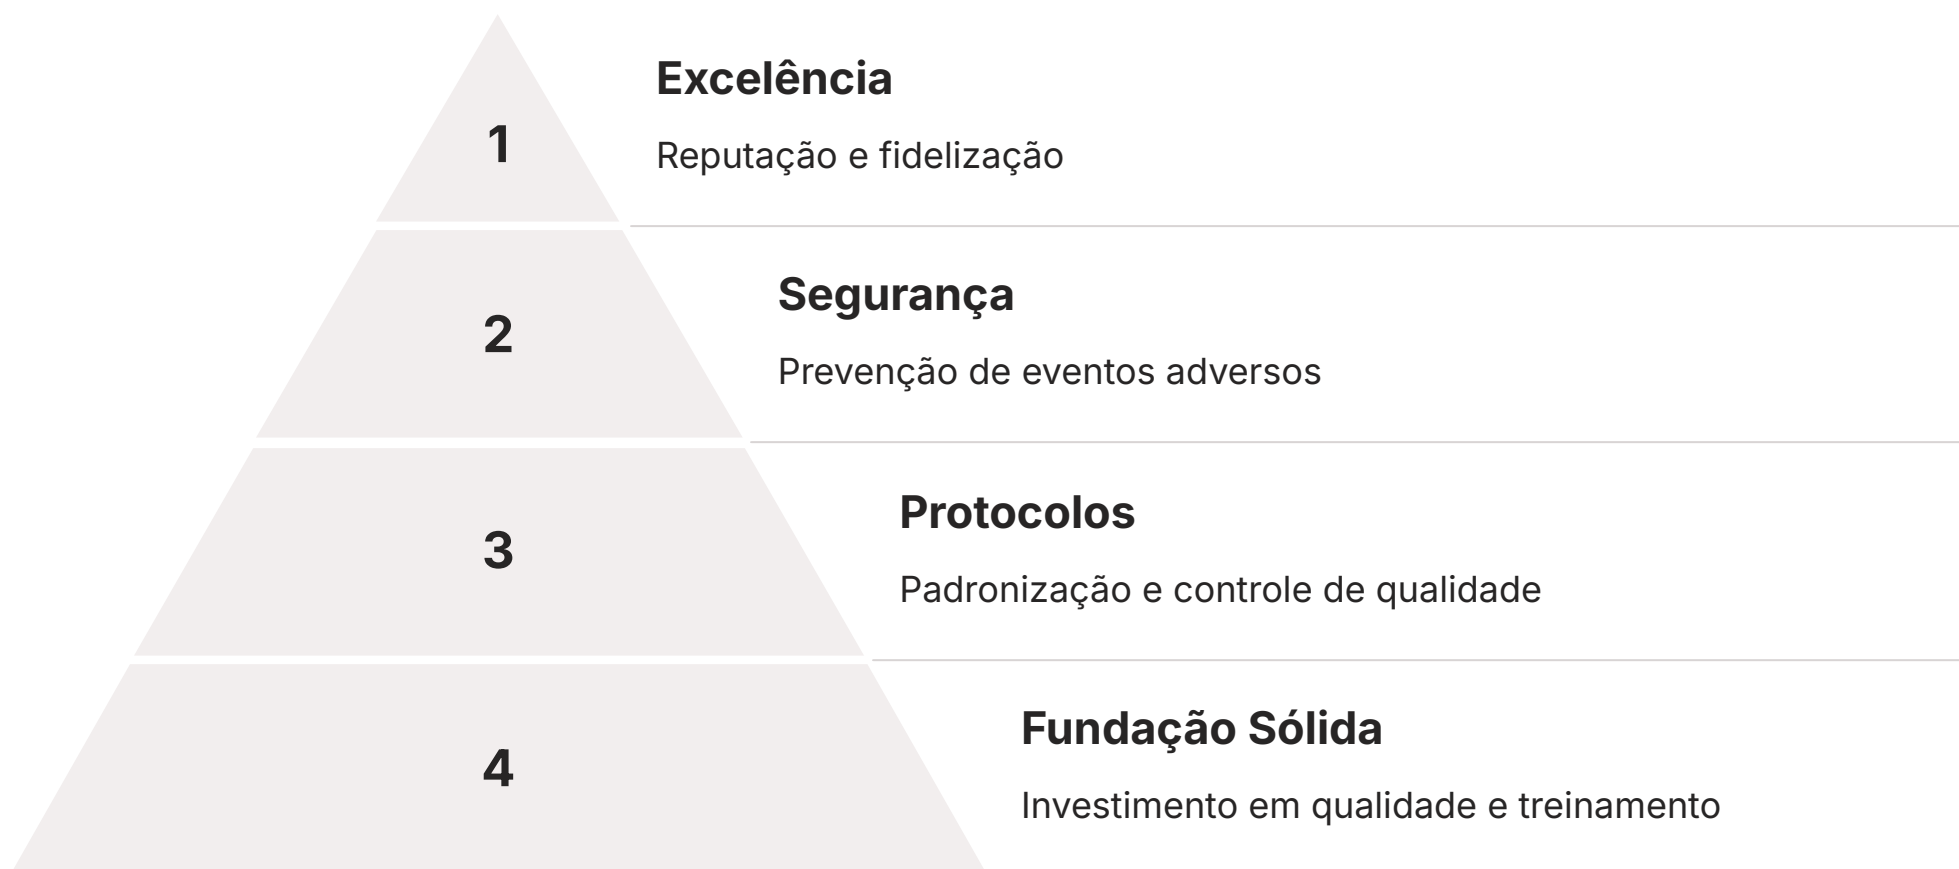 1
Excelência
Reputação e fidelização
2
Segurança
Prevenção de eventos adversos
3
Protocolos
Padronização e controle de qualidade
4
Fundação Sólida
Investimento em qualidade e treinamento